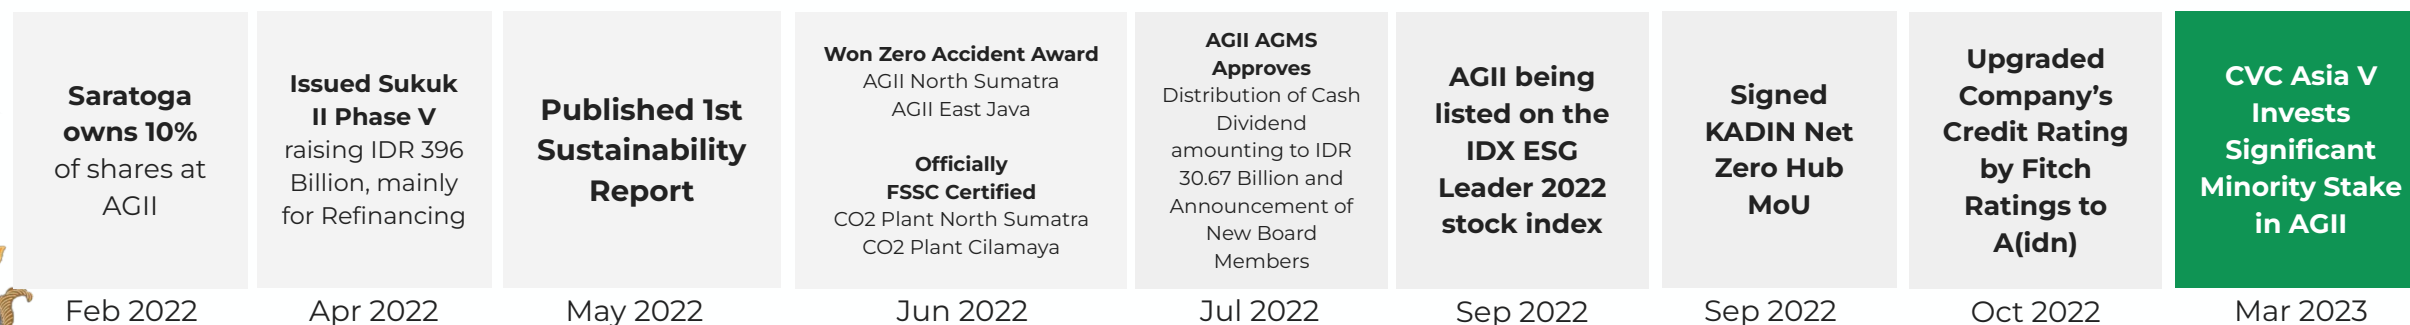 Saratoga
owns 10%
of shares at
AGII
Feb 2022
Issued Sukuk
II Phase V
raising IDR 396
Billion, mainly
for Refinancing
Apr 2022
Published 1st
Sustainability
Report
May 2022
Won Zero Accident Award
AGII North Sumatra
AGII East Java
Officially
FSSC Certified
CO2 Plant North Sumatra
CO2 Plant Cilamaya
Jun 2022
AGII AGMS
Approves
Distribution of Cash
Dividend
amounting to IDR
30.67 Billion and
Announcement of
New Board
Members
Jul 2022
AGII being
listed on the
IDX ESG
Leader 2022
stock index
Sep 2022
Signed
KADIN Net
Zero Hub
MoU
Sep 2022
Upgraded
Company’s
Credit Rating
by Fitch
Ratings to
A(idn)
Oct 2022
CVC Asia V
Invests
Significant
Minority Stake
in AGII
Mar 2023